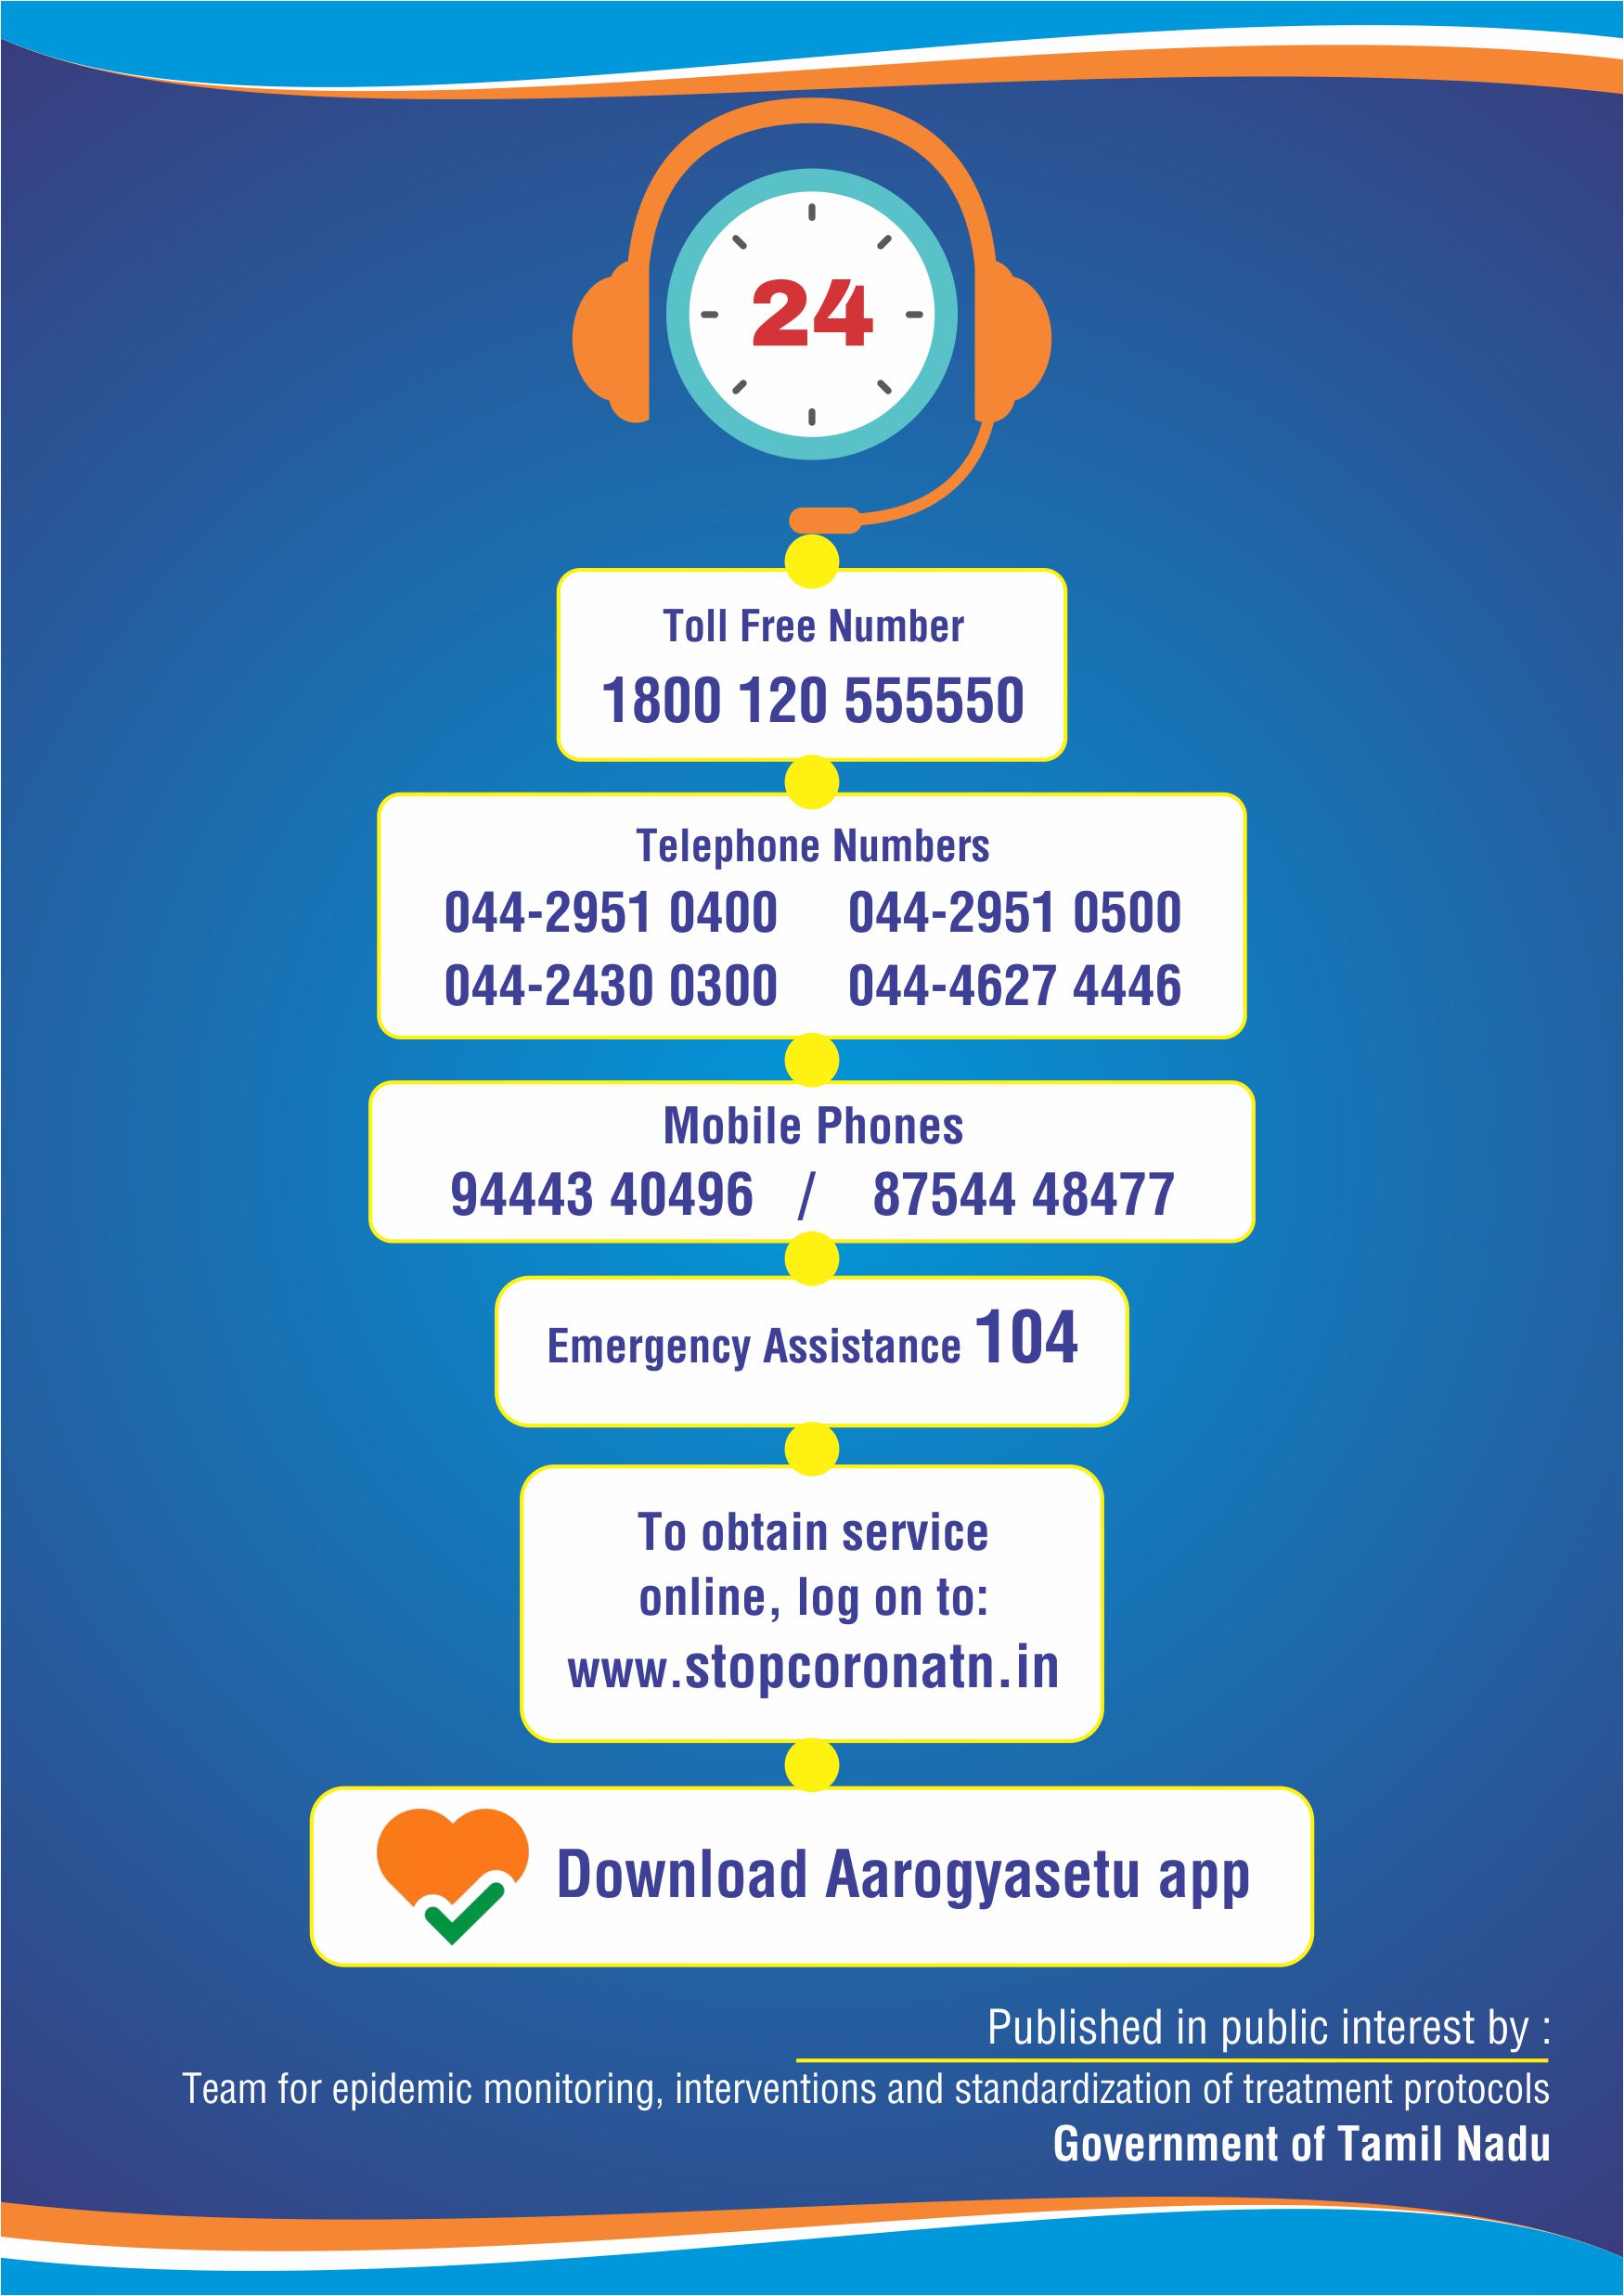 24
Toll Free Number
1800 120 555550
Telephone Numbers
044-2951 0400 044-2951 0500
044-2430 0300 044-4627 4446
Mobile Phones
94443 40496 / 87544 48477
Emergency Assistance 104
To obtain service
online, log on to:
www.stopcoronatn.in
Download Aarogyasetu app
Published in public interest by :
Team for epidemic monitoring, interventions and standardization of treatment protocols
Government of Tamil Nadu